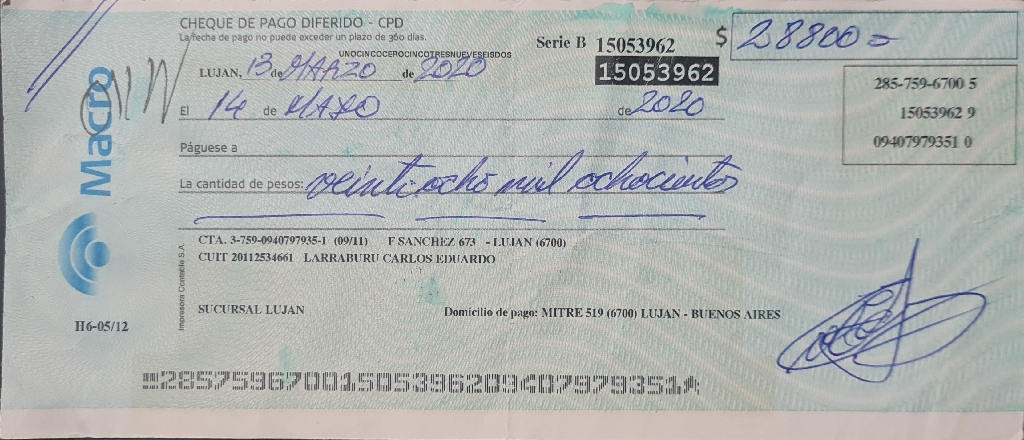 CHEQUE DE PAGO DIFERIDO - CPD
La fecha de pago no puede exceder un plazo de 360 días.
UNOCINCOCEROCINCOTRESNUEVESEISDOS
Serie B 15053962 $ 28800=
15053962
LUJAN, 13 de MARZO de 2020
285-759-6700 5
15053962 9
09407979351 0
El 14 de MARZO de 2020
Macro
Páguese a
La cantidad de pesos: veintiocho mil ochocientos
CTA. 3-759-0940797935-1 (09/11) F SANCHEZ 673 - LUJAN (6700)
CUIT 20112534661 LARRABURU CARLOS EDUARDO
Impresora Contable S.A.
SUCURSAL LUJAN Domicilio de pago: MITRE 519 (6700) LUJAN - BUENOS AIRES
H6-05/12
285759670015053962909407979351